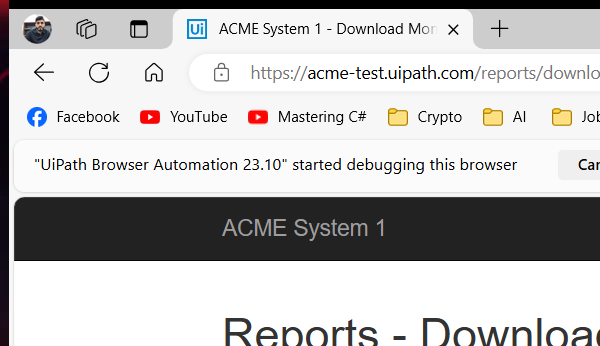 Ui ACME System 1 - Download Mon
https://acme-test.uipath.com/reports/downlo
Facebook YouTube Mastering C# Crypto AI Job
"UiPath Browser Automation 23.10" started debugging this browser Can
ACME System 1
Reports - Download